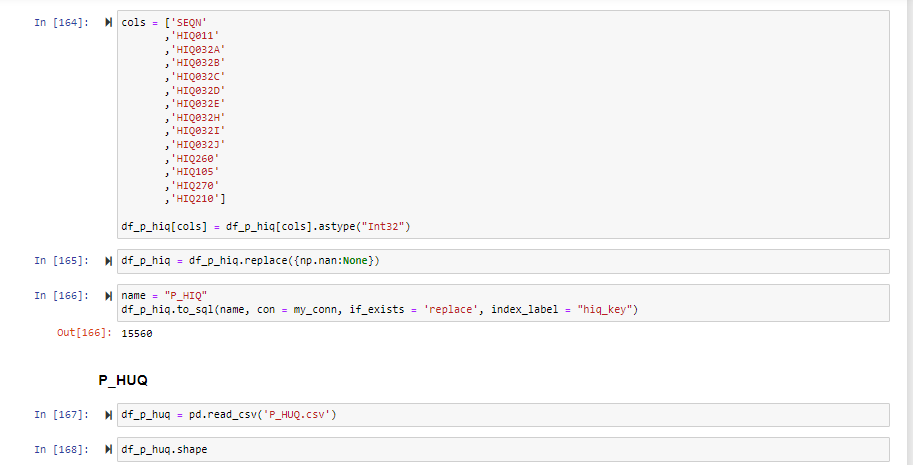 In [164]:
cols = ['SEQN'
,'HIQ011'
,'HIQ032A'
,'HIQ032B'
,'HIQ032C'
,'HIQ032D'
,'HIQ032E'
,'HIQ032H'
,'HIQ032I'
,'HIQ032J'
,'HIQ260'
,'HIQ105'
,'HIQ270'
,'HIQ210']
df_p_hiq[cols] = df_p_hiq[cols].astype("Int32")
In [165]:
df_p_hiq = df_p_hiq.replace({np.nan:None})
In [166]:
name = "P_HIQ"
df_p_hiq.to_sql(name, con = my_conn, if_exists = 'replace', index_label = "hiq_key")
Out[166]: 15560
P_HUQ
In [167]:
df_p_huq = pd.read_csv('P_HUQ.csv')
In [168]:
df_p_huq.shape